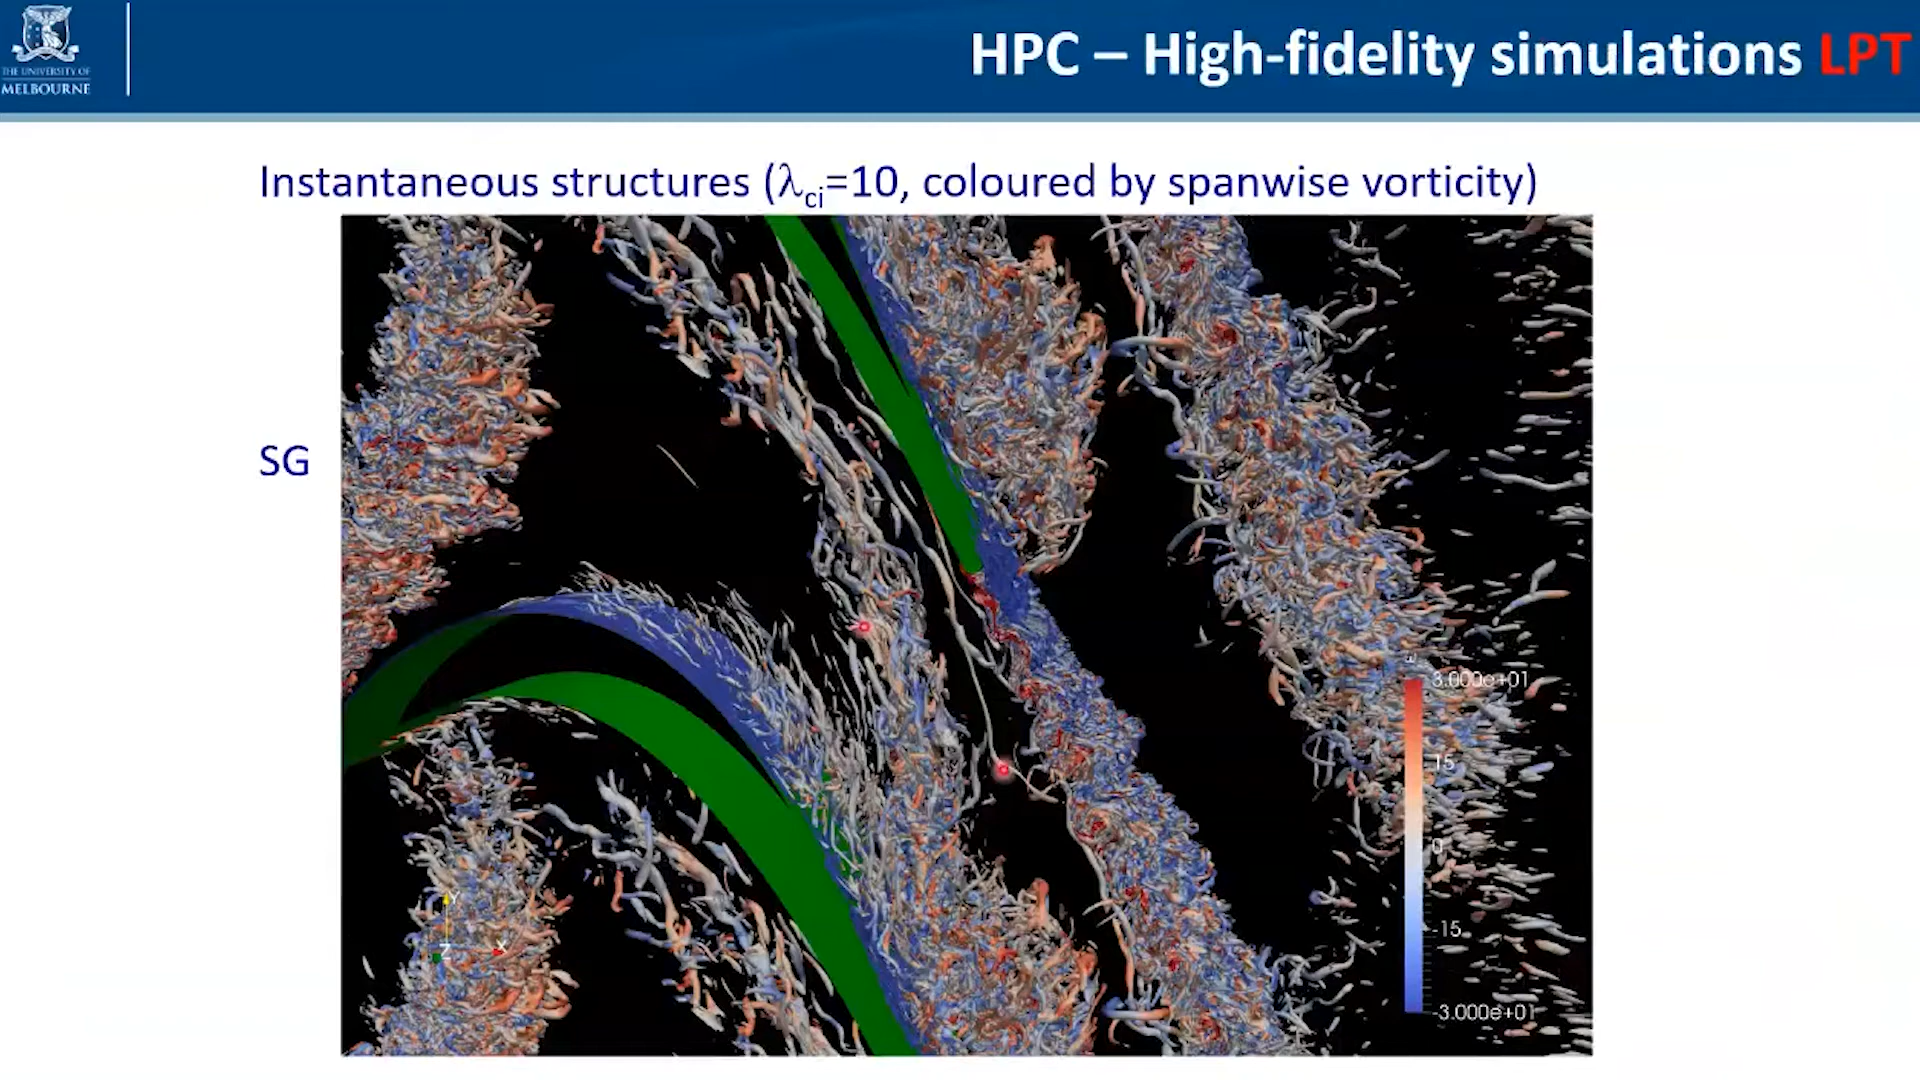 THE UNIVERSITY OF
MELBOURNE
HPC – High-fidelity simulations LPT
Instantaneous structures (λci=10, coloured by spanwise vorticity)
SG
3.000e+01
15
0
-15
-3.000e+01
Y
Z
X